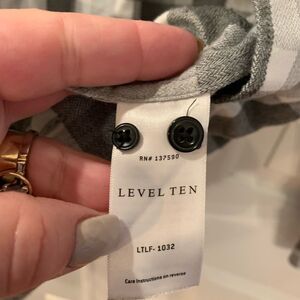 RN# 137590
LEVEL TEN
LTLF- 1032
Care Instructions on reverse